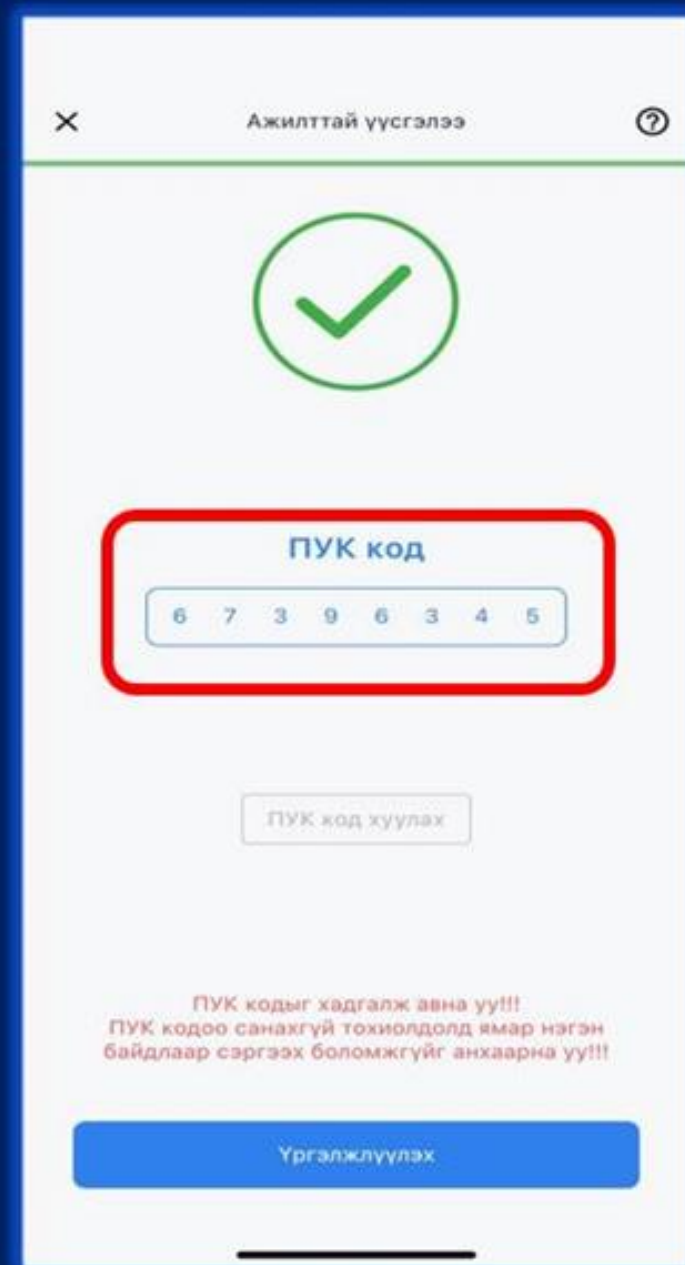 Ажилттай үүсгэлээ
ПУК код
6 7 3 9 6 3 4 5
ПУК код хуулах
ПУК кодыг хадгалж авна уу!!!
ПУК кодоо санахгүй тохиолдолд ямар нэгэн
байдлаар сэргээх боломжгүйг анхаарна уу!!!
Үргэлжлүүлэх